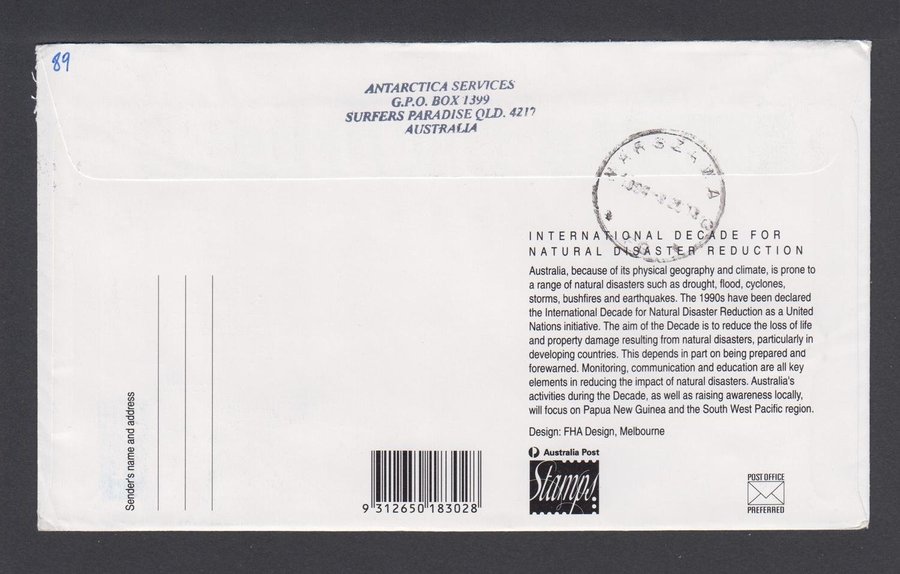 89
ANTARCTICA SERVICES
G.P.O. BOX 1399
SURFERS PARADISE QLD. 4217
AUSTRALIA
WARSZAWA
INTERNATIONAL DECADE FOR
NATURAL DISASTER REDUCTION
Australia, because of its physical geography and climate, is prone to
a range of natural disasters such as drought, flood, cyclones,
storms, bushfires and earthquakes. The 1990s have been declared
the International Decade for Natural Disaster Reduction as a United
Nations initiative. The aim of the Decade is to reduce the loss of life
and property damage resulting from natural disasters, particularly in
developing countries. This depends in part on being prepared and
forewarned. Monitoring, communication and education are all key
elements in reducing the impact of natural disasters. Australia's
activities during the Decade, as well as raising awareness locally,
will focus on Papua New Guinea and the South West Pacific region.
Design: FHA Design, Melbourne
Australia Post
Stamps
POST OFFICE
PREFERRED
Sender's name and address
9 312650 183028